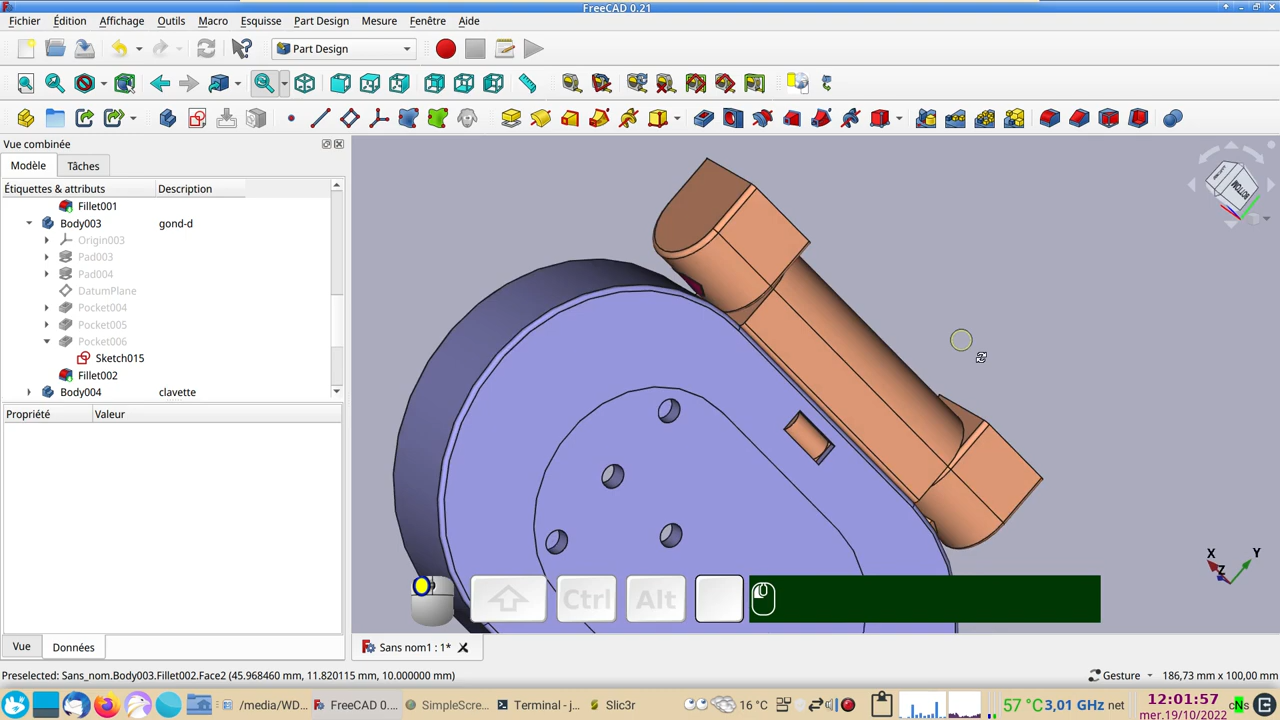 FreeCAD 0.21
Fichier Édition Affichage Outils Macro Esquisse Part Design Mesure Fenêtre Aide
Part Design
Vue combinée
Modèle Tâches
Étiquettes & attributs Description
Fillet001
Body003 gond-d
Origin003
Pad003
Pad004
DatumPlane
Pocket004
Pocket005
Pocket006
Sketch015
Fillet002
Body004 clavette
Propriété Valeur
BOTTOM
X Y
Z
Ctrl Alt
Vue Données
Sans nom1 : 1*
Preselected: Sans_nom.Body003.Fillet002.Face2 (45.968460 mm, 11.820115 mm, 10.000000 mm)
Gesture 186,73 mm x 100,00 mm
/media/WD... FreeCAD 0.... SimpleScre... Terminal -... Slic3r
16 °C
57 °C 3,01 GHz net
12:01:57
mer.19/10/2022
cNs